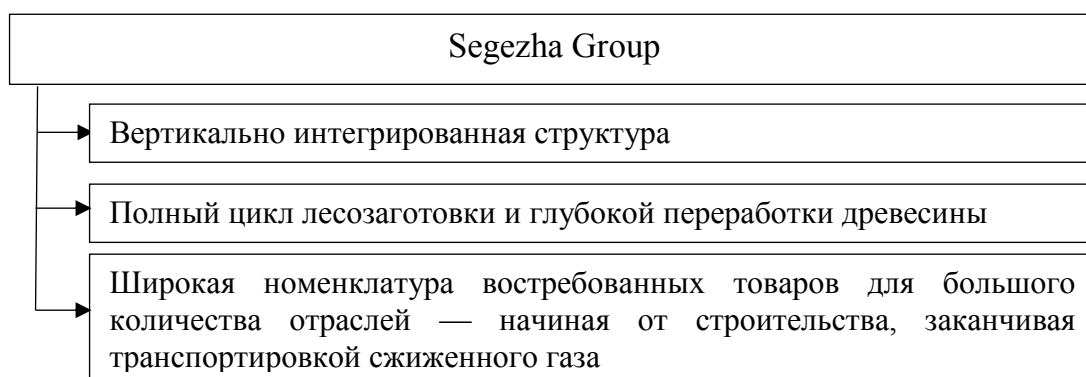 Segezha Group
Вертикально интегрированная структура
Полный цикл лесозаготовки и глубокой переработки древесины
Широкая номенклатура востребованных товаров для большого
количества отраслей — начиная от строительства, заканчивая
транспортировкой сжиженного газа